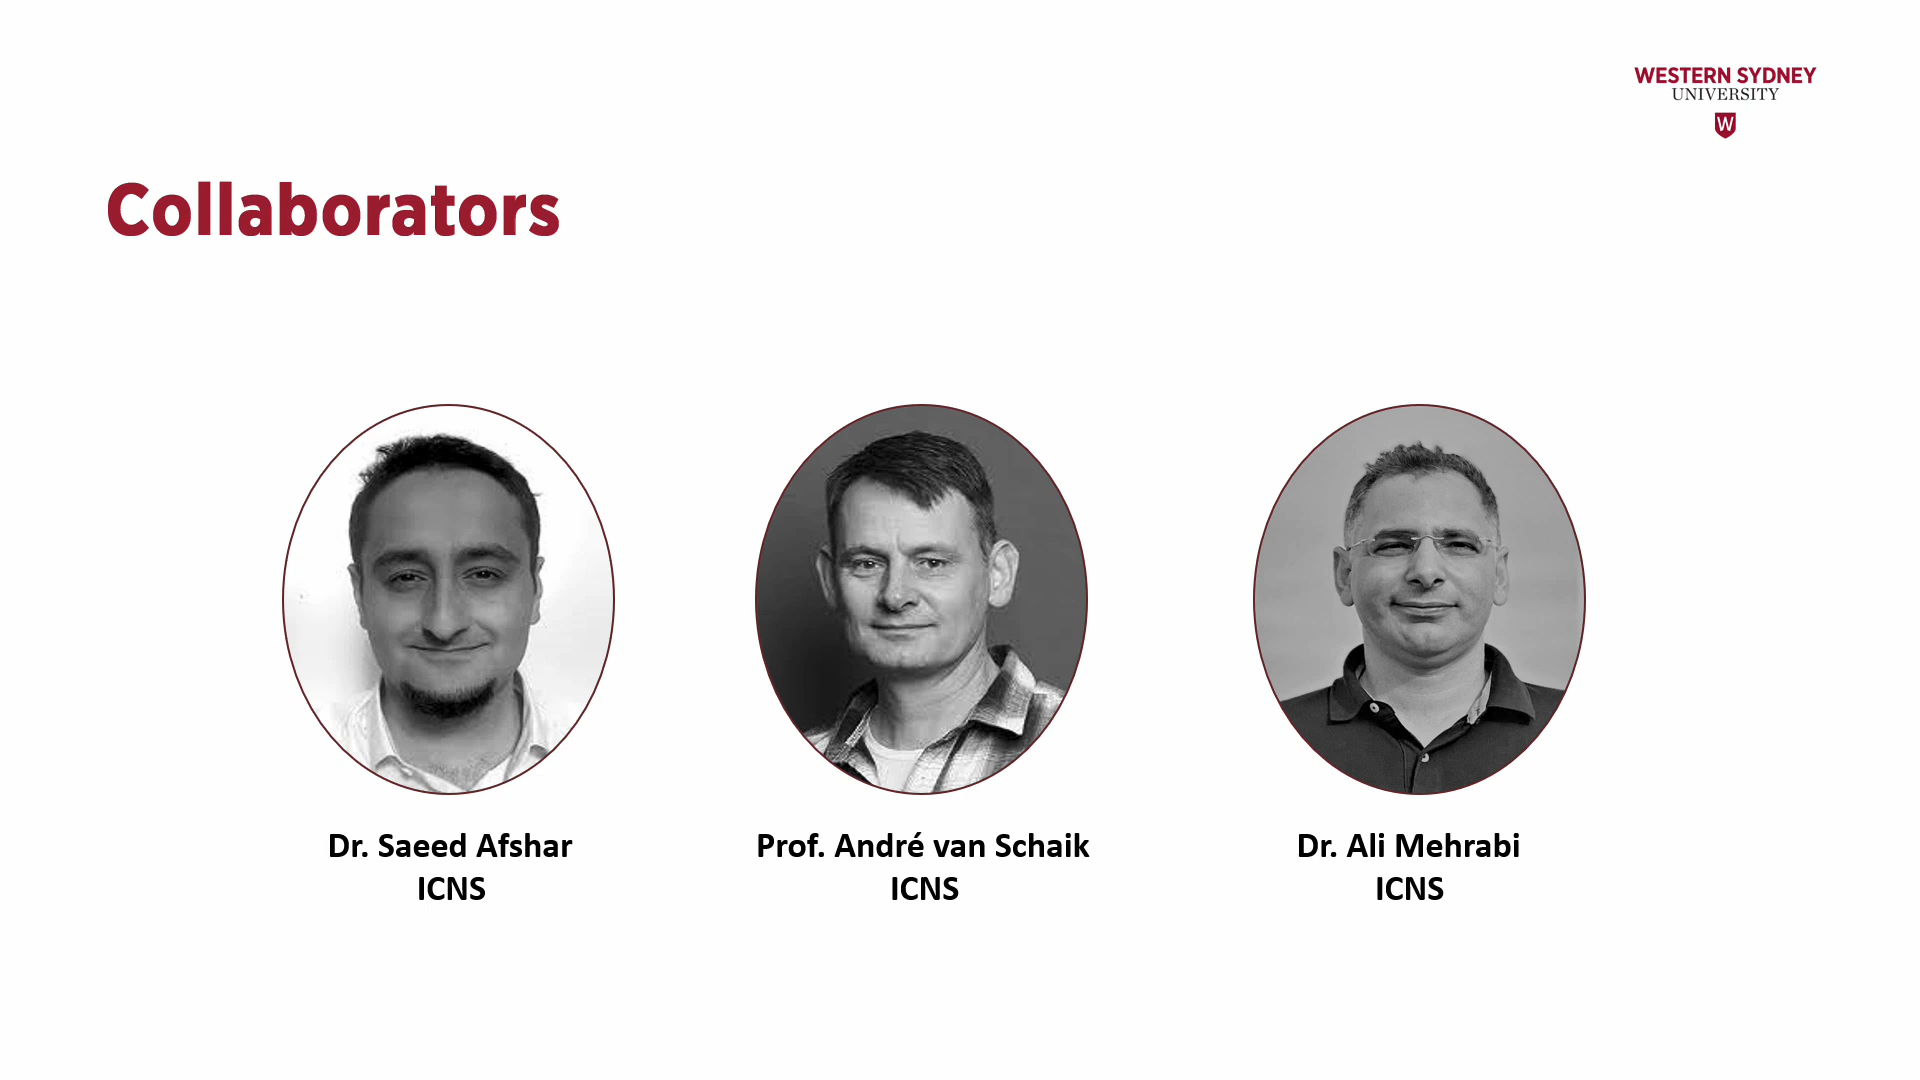 WESTERN SYDNEY
UNIVERSITY
W
Collaborators
Dr. Saeed Afshar
ICNS
Prof. André van Schaik
ICNS
Dr. Ali Mehrabi
ICNS